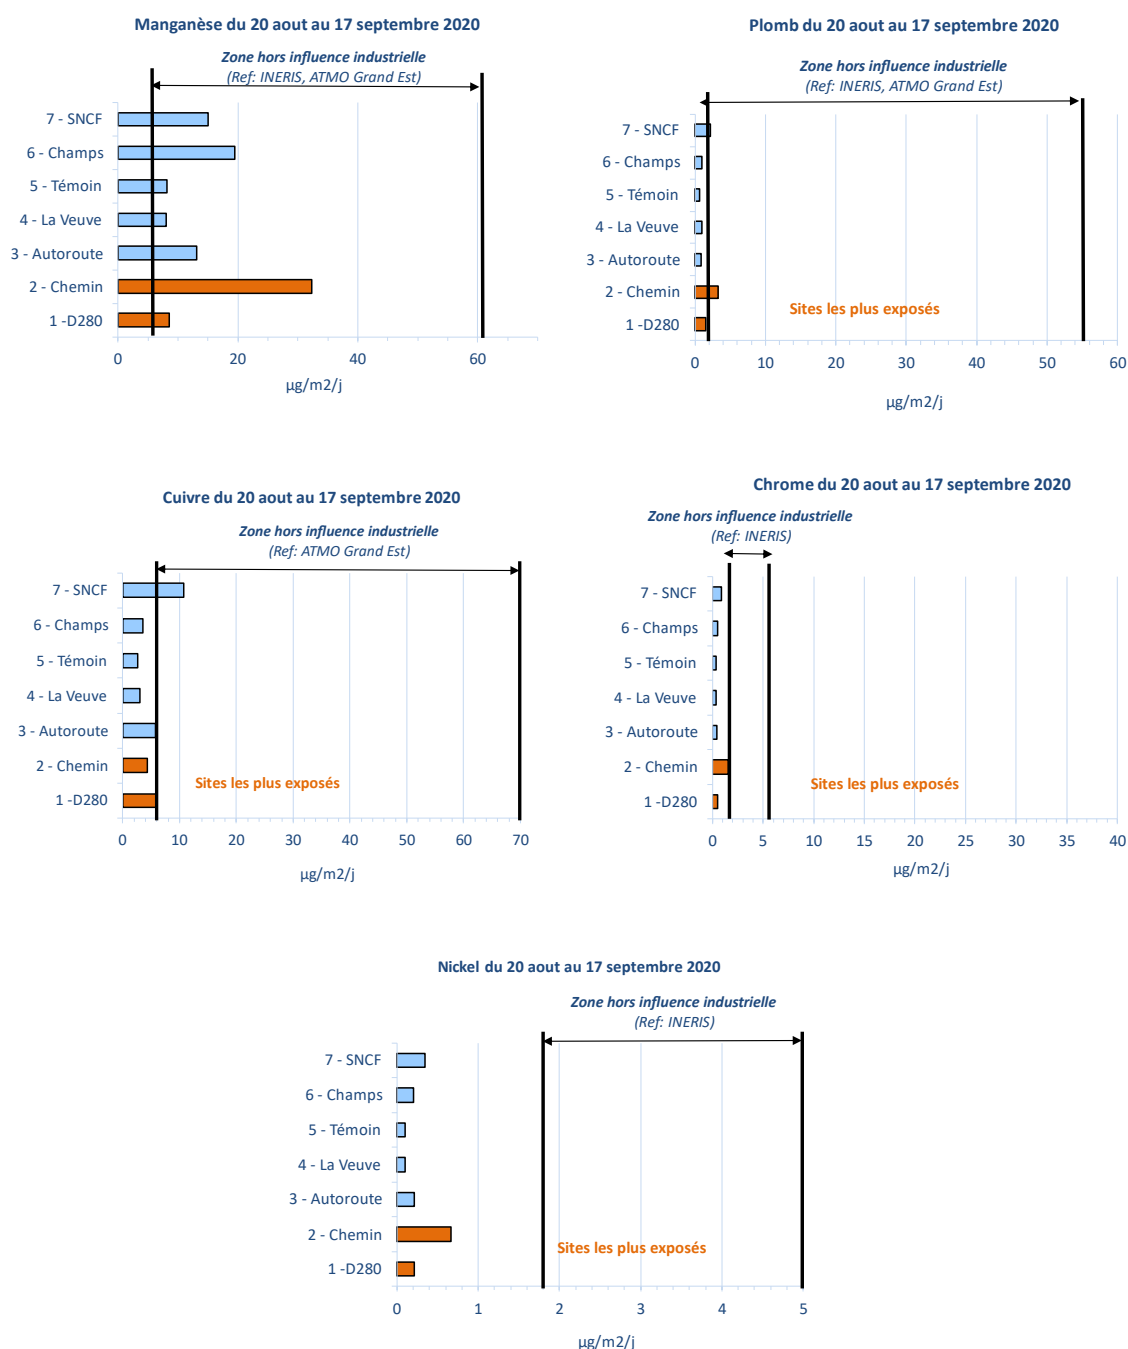 Manganèse du 20 aout au 17 septembre 2020
Zone hors influence industrielle
(Ref: INERIS, ATMO Grand Est)
7 - SNCF
6 - Champs
5 - Témoin
4 - La Veuve
3 - Autoroute
2 - Chemin
1 -D280
0 20 40 60
µg/m2/j
Plomb du 20 aout au 17 septembre 2020
Zone hors influence industrielle
(Ref: INERIS, ATMO Grand Est)
7 - SNCF
6 - Champs
5 - Témoin
4 - La Veuve
3 - Autoroute
2 - Chemin
Sites les plus exposés
1 -D280
0 10 20 30 40 50 60
µg/m2/j
Cuivre du 20 aout au 17 septembre 2020
Zone hors influence industrielle
(Ref: ATMO Grand Est)
7 - SNCF
6 - Champs
5 - Témoin
4 - La Veuve
3 - Autoroute
2 - Chemin
Sites les plus exposés
1 -D280
0 10 20 30 40 50 60 70
µg/m2/j
Chrome du 20 aout au 17 septembre 2020
Zone hors influence industrielle
(Ref: INERIS)
7 - SNCF
6 - Champs
5 - Témoin
4 - La Veuve
3 - Autoroute
2 - Chemin
Sites les plus exposés
1 -D280
0 5 10 15 20 25 30 35 40
µg/m2/j
Nickel du 20 aout au 17 septembre 2020
Zone hors influence industrielle
(Ref: INERIS)
7 - SNCF
6 - Champs
5 - Témoin
4 - La Veuve
3 - Autoroute
2 - Chemin
Sites les plus exposés
1 -D280
0 1 2 3 4 5
µg/m2/j